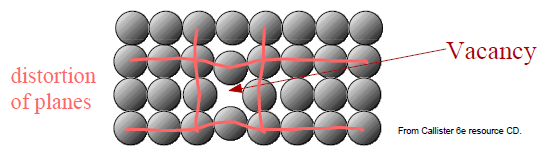 Vacancy
distortion
of planes
From Callister 6e resource CD.